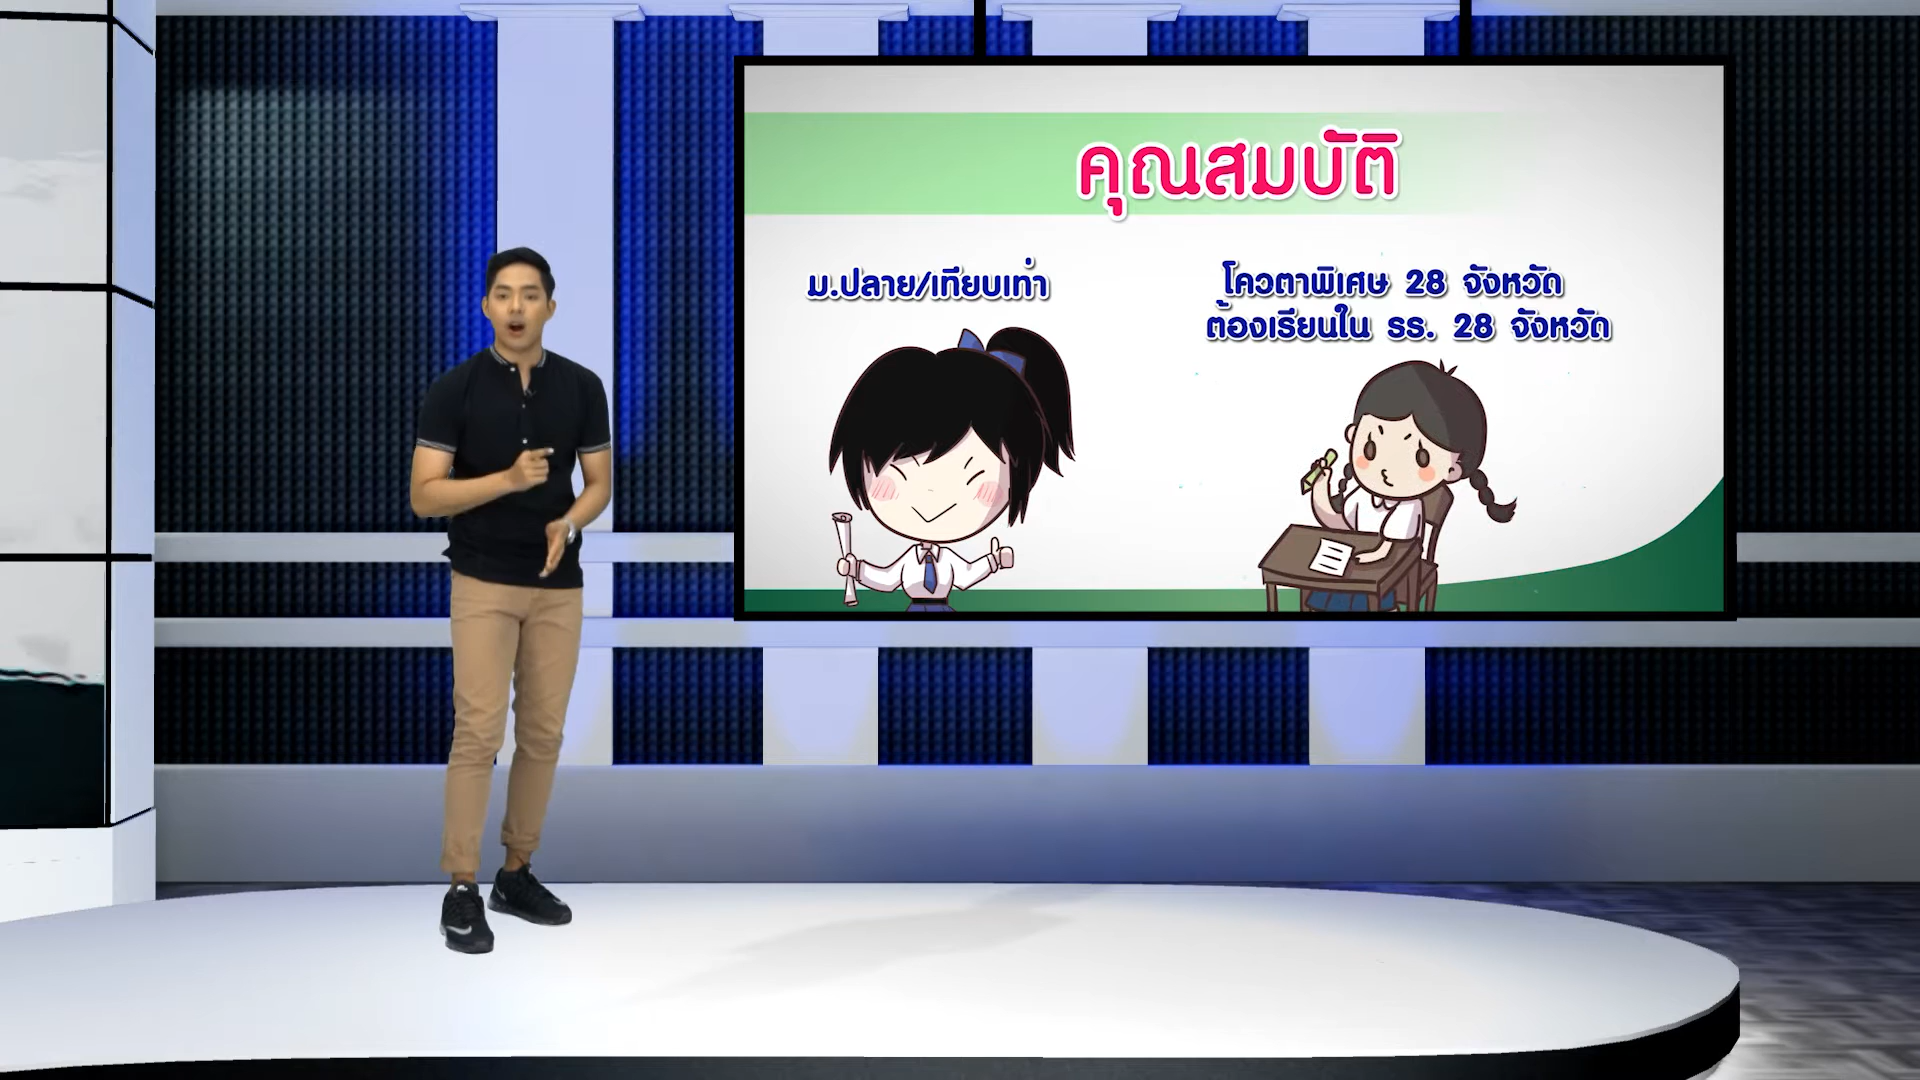 คุณสมบัติ
ม.ปลาย/เทียบเท่า
โควตาพิเศษ 28 จังหวัด
ต้องเรียนใน รร. 28 จังหวัด